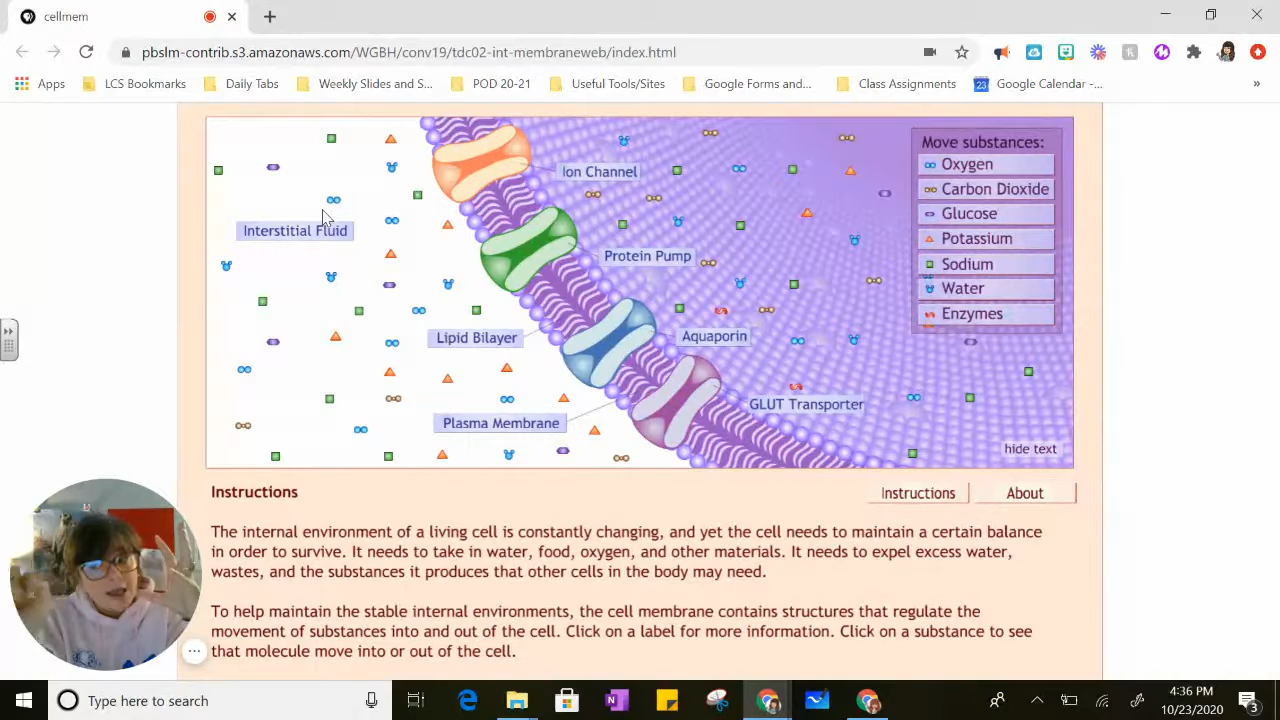 cellmem
pbslm-contrib.s3.amazonaws.com/WGBH/conv19/tdc02-int-membraneweb/index.html
Apps LCS Bookmarks Daily Tabs Weekly Slides and S... POD 20-21 Useful Tools/Sites Google Forms and... Class Assignments 23 Google Calendar -... »
Move substances:
Oxygen
Carbon Dioxide
Glucose
Potassium
Sodium
Water
Enzymes
Ion Channel
Interstitial Fluid
Protein Pump
Lipid Bilayer
Aquaporin
GLUT Transporter
Plasma Membrane
hide text
Instructions
Instructions About
The internal environment of a living cell is constantly changing, and yet the cell needs to maintain a certain balance
in order to survive. It needs to take in water, food, oxygen, and other materials. It needs to expel excess water,
wastes, and the substances it produces that other cells in the body may need.
To help maintain the stable internal environments, the cell membrane contains structures that regulate the
movement of substances into and out of the cell. Click on a label for more information. Click on a substance to see
that molecule move into or out of the cell.
Type here to search
4:36 PM
10/23/2020
3